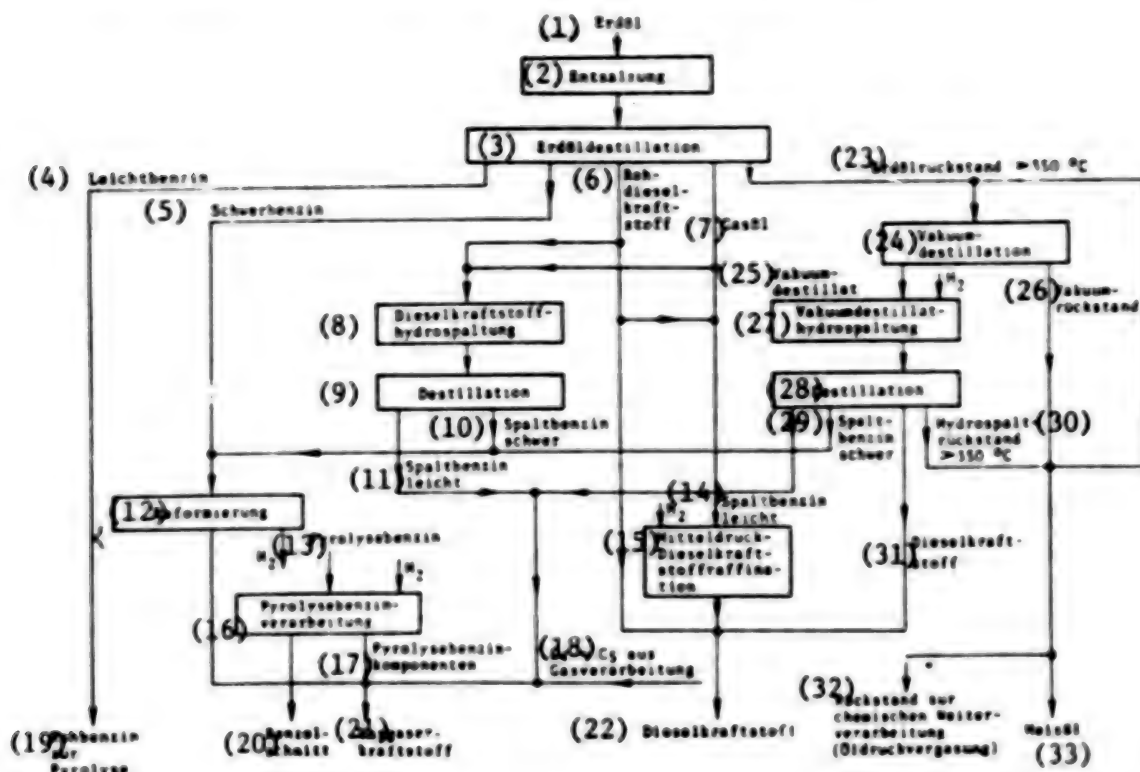 (1) Erdöl
(2) Entsalzung
(3) Erdöldestillation
(4) Leichtbenzin
(5) Schwerbenzin
(6) Roh-
diesel-
kraft-
stoff
(7) Gasöl
(23) Erdölrückstand >350 °C
(24) Vakuum-
destillation
(25) Vakuum-
destillat
H2
(26) Vakuum-
rückstand
(8) Dieselkraftstoff-
hydrospaltung
(27) Vakuumdestillat-
hydrospaltung
(9) Destillation
(28) Destillation
(10) Spaltbenzin
schwer
(29) Spalt-
benzin
schwer
Hydrospalt (30)
rückstand
>350 °C
(11) Spaltbenzin
leicht
(14) Spaltbenzin
leicht
(12) Reformierung
H2
(13) Pyrolysebenzin
H2
H2
(15) Mitteldruck-
Dieselkraft-
stoffraffina-
tion
(31) Dieselkraft-
stoff
(16) Pyrolysebenzin-
verarbeitung
(17) Pyrolysebenzin-
komponenten
(18) C5 aus
Gasverarbeitung
(19) Rohbenzin
zur
Pyrolyse
(20) Benzol-
schnitt
(21) Vergaser-
kraftstoff
(22) Dieselkraftstoff
(32) Rückstand zur
chemischen Weiter-
verarbeitung
(Öldruckvergasung)
Heizöl
(33)